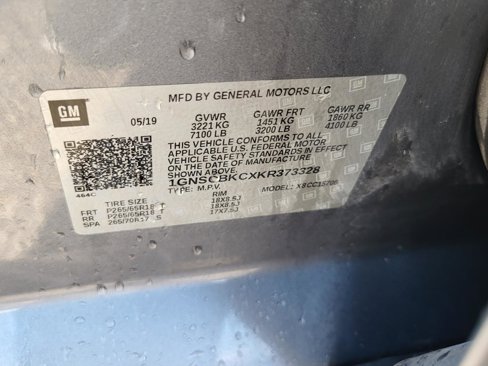 MFD BY GENERAL MOTORS LLC
GM
05/19
GVWR GAWR FRT GAWR RR
3221 KG 1451 KG 1860 KG
7100 LB 3200 LB 4100 LB
THIS VEHICLE CONFORMS TO ALL
APPLICABLE U.S. FEDERAL MOTOR
VEHICLE SAFETY STANDARDS IN EFFECT
ON THE DATE OF MANUFACTURE
SHOWN ABOVE.
1GNSCBKCXKR373328
TYPE: M.P.V. MODEL:
464C
TIRE SIZE RIM
FRT P265/65R18 T 18X8.5J
RR P265/65R18 T 18X8.5J
SPA 265/70R17 S 17X7.5J